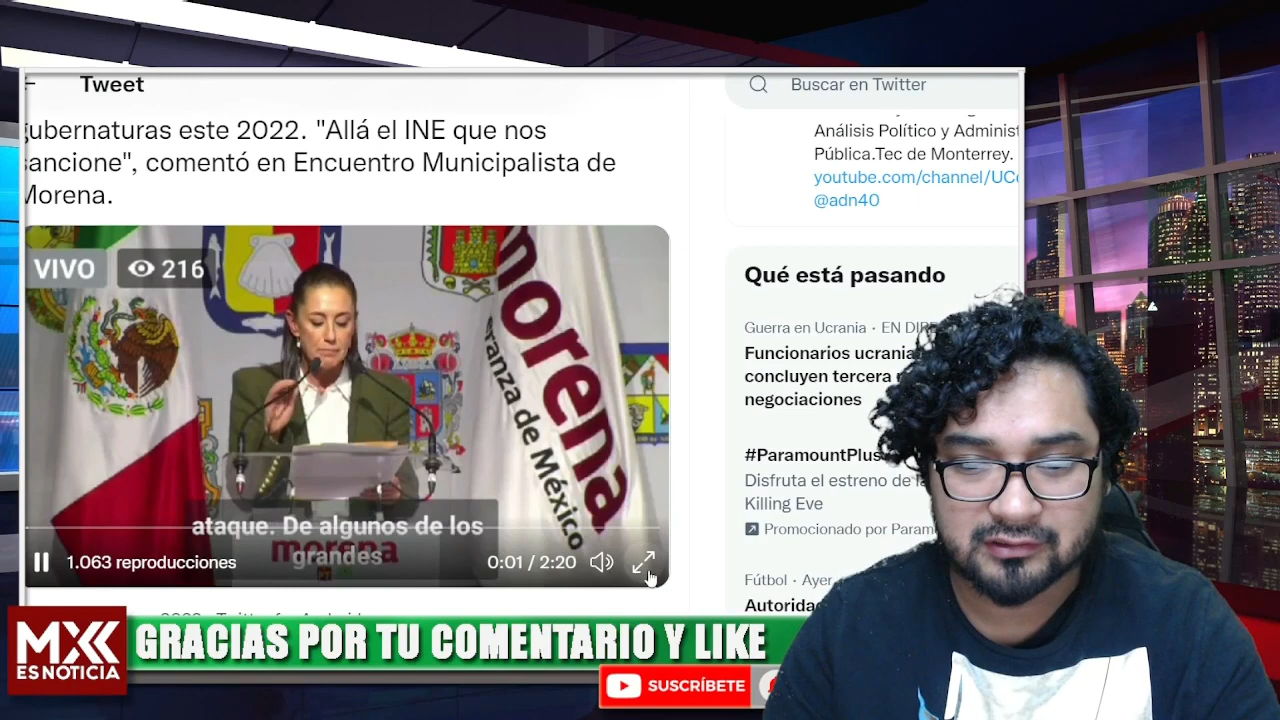 Tweet
Buscar en Twitter
gubernaturas este 2022. "Allá el INE que nos
sancione", comentó en Encuentro Municipalista de
Morena.
Análisis Político y Administ
Pública.Tec de Monterrey.
youtube.com/channel/UC
@adn40
VIVO
216
morena
eranza de México
ataque. De algunos de los
grandes
morena
1.063 reproducciones
0:01 / 2:20
Qué está pasando
Guerra en Ucrania · EN DIRE
Funcionarios ucrania
concluyen tercera
negociaciones
#ParamountPlus
Disfruta el estreno de la
Killing Eve
Promocionado por Param
Fútbol · Ayer
Autorida
MX
ES NOTICIA
GRACIAS POR TU COMENTARIO Y LIKE
SUSCRÍBETE